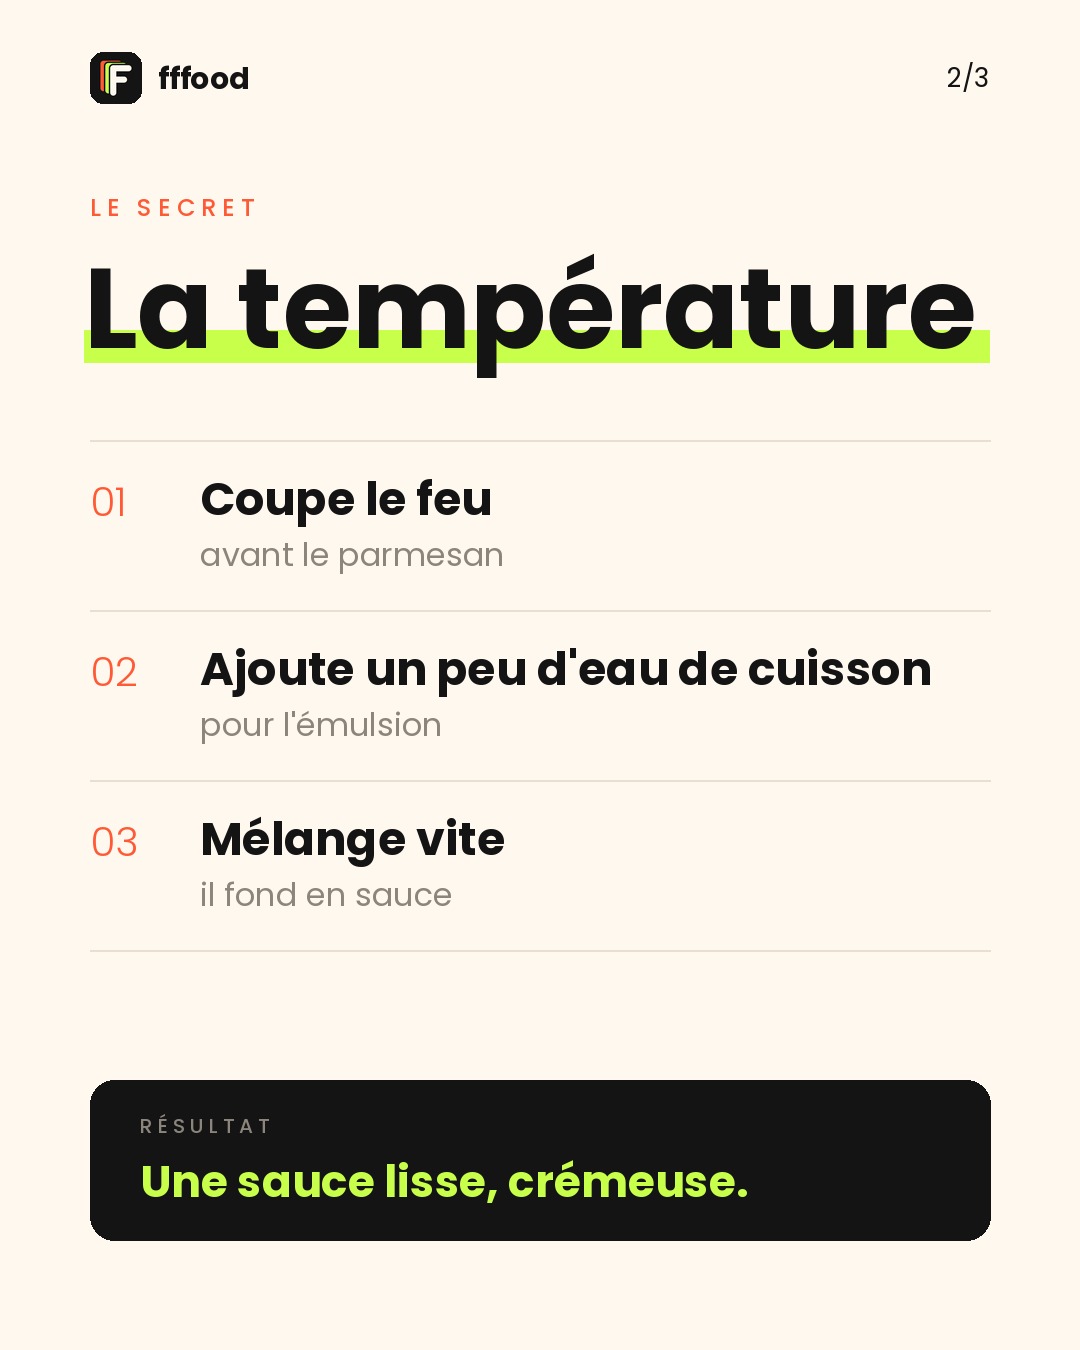 F fffood
2/3
LE SECRET
La température
01 Coupe le feu
avant le parmesan
02 Ajoute un peu d'eau de cuisson
pour l'émulsion
03 Mélange vite
il fond en sauce
RÉSULTAT
Une sauce lisse, crémeuse.